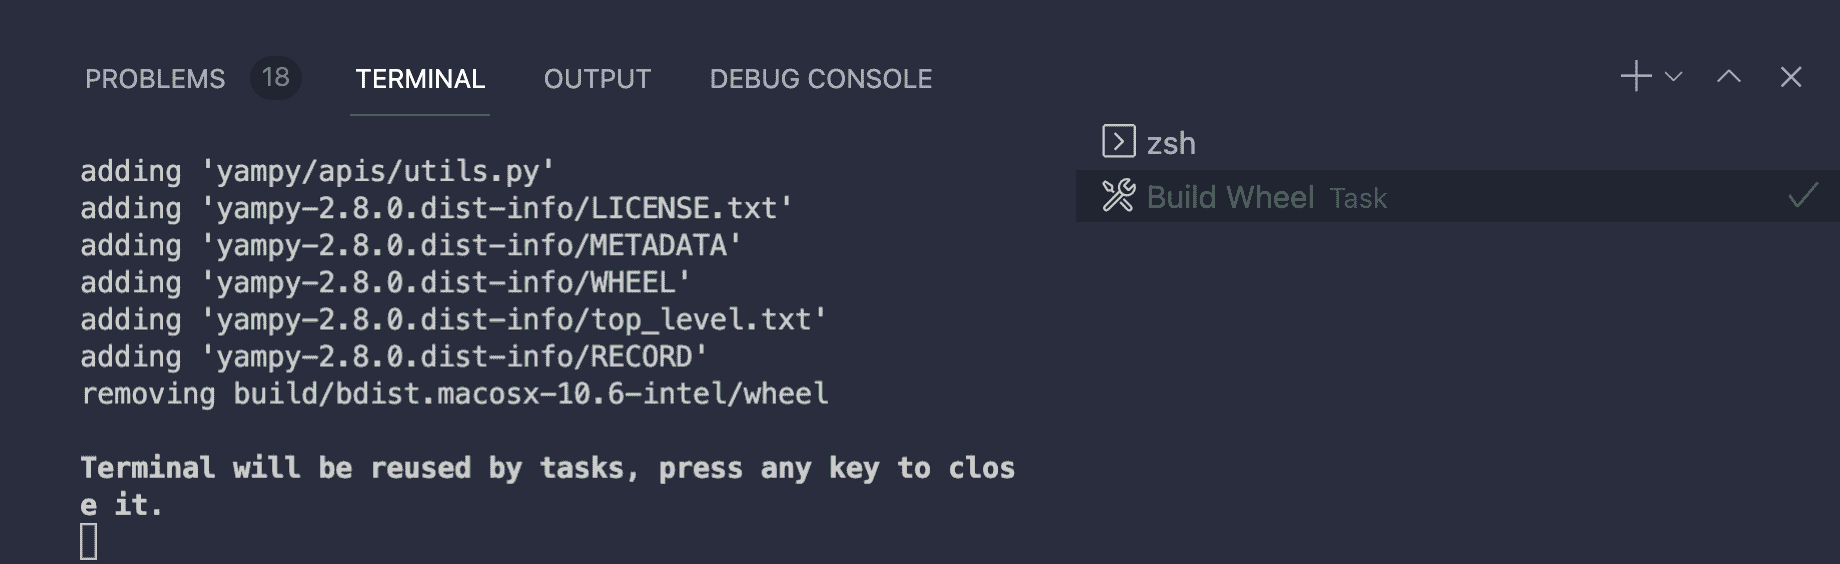 PROBLEMS 18 TERMINAL OUTPUT DEBUG CONSOLE
adding 'yampy/apis/utils.py'
adding 'yampy-2.8.0.dist-info/LICENSE.txt'
adding 'yampy-2.8.0.dist-info/METADATA'
adding 'yampy-2.8.0.dist-info/WHEEL'
adding 'yampy-2.8.0.dist-info/top_level.txt'
adding 'yampy-2.8.0.dist-info/RECORD'
removing build/bdist.macosx-10.6-intel/wheel
Terminal will be reused by tasks, press any key to clos
e it.
zsh
Build Wheel Task